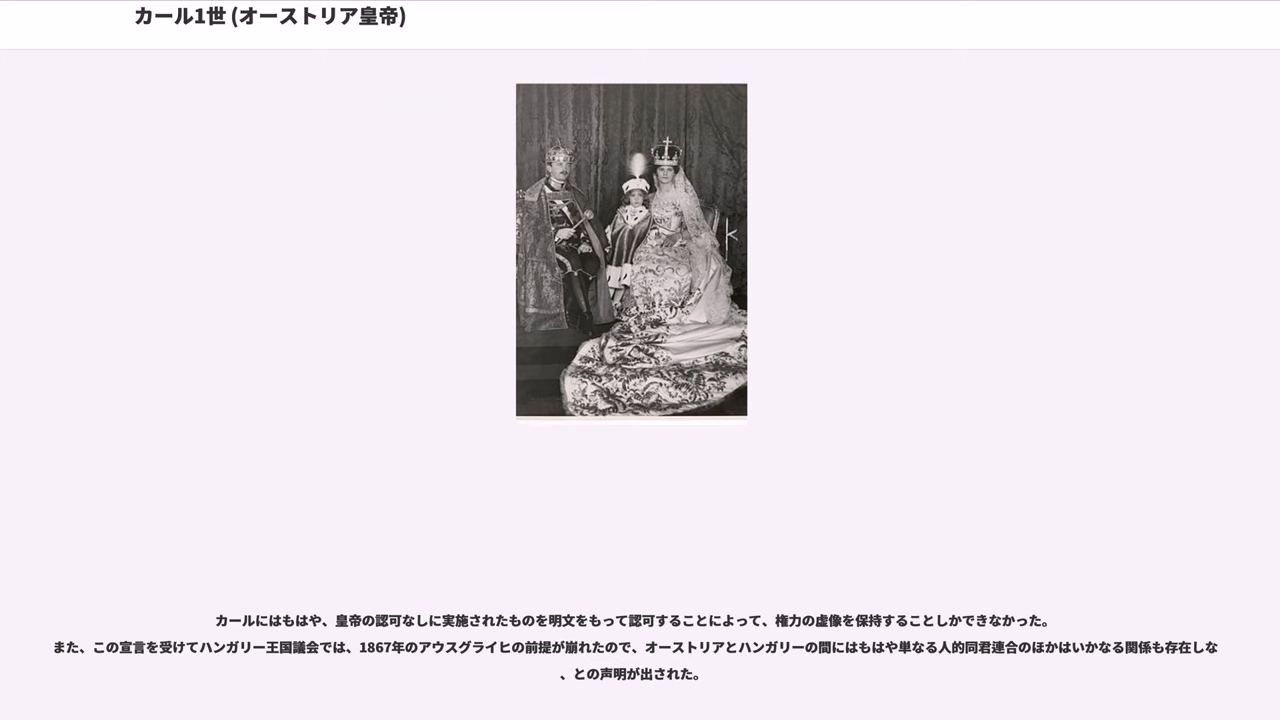 カール1世 (オーストリア皇帝)
カールにはもはや、皇帝の認可なしに実施されたものを明文をもって認可することによって、権力の虚像を保持することしかできなかった。
また、この宣言を受けてハンガリー王国議会では、1867年のアウスグライヒの前提が崩れたので、オーストリアとハンガリーの間にはもはや単なる人的同君連合のほかはいかなる関係も存在しな
、との声明が出された。